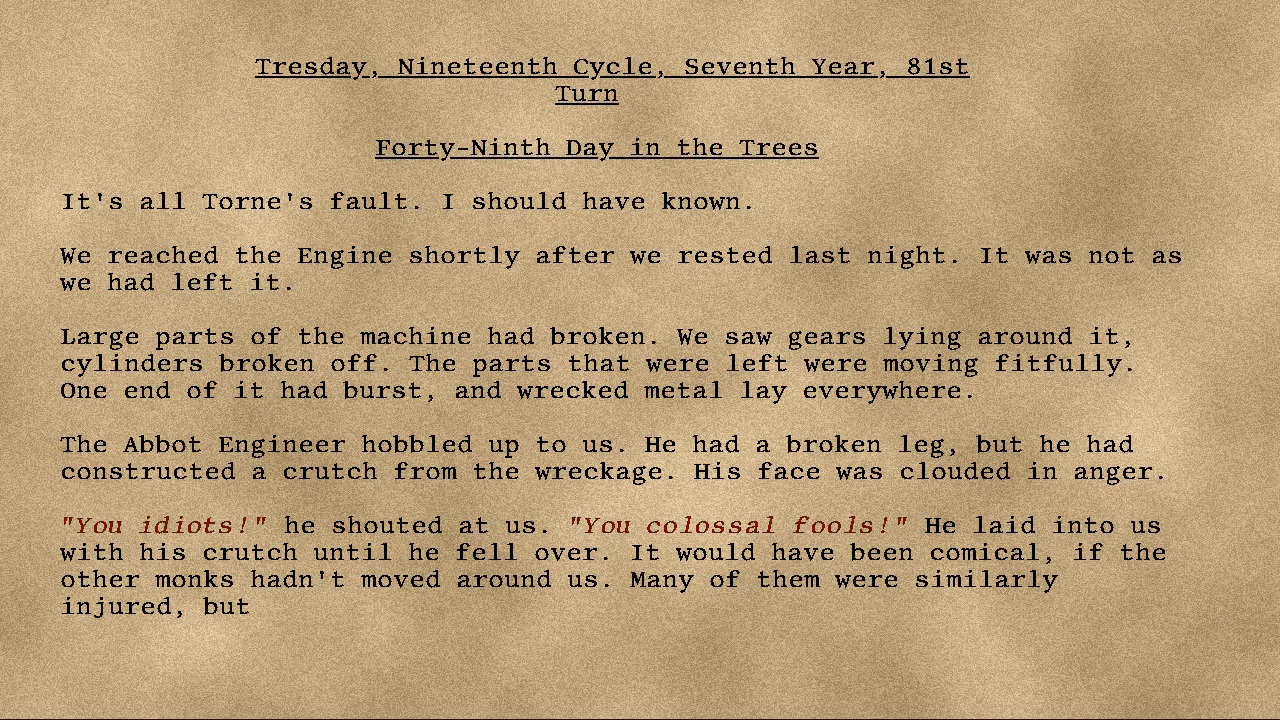 Tresday, Nineteenth Cycle, Seventh Year, 81st
Turn
Forty-Ninth Day in the Trees
It's all Torne's fault. I should have known.
We reached the Engine shortly after we rested last night. It was not as
we had left it.
Large parts of the machine had broken. We saw gears lying around it,
cylinders broken off. The parts that were left were moving fitfully.
One end of it had burst, and wrecked metal lay everywhere.
The Abbot Engineer hobbled up to us. He had a broken leg, but he had
constructed a crutch from the wreckage. His face was clouded in anger.
"You idiots!" he shouted at us. "You colossal fools!" He laid into us
with his crutch until he fell over. It would have been comical, if the
other monks hadn't moved around us. Many of them were similarly
injured, but